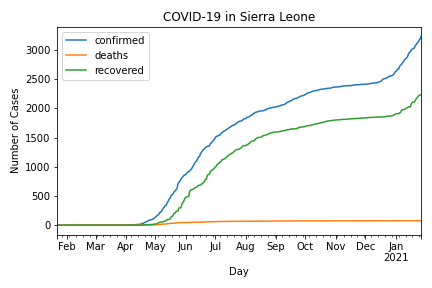 COVID-19 in Sierra Leone
confirmed
deaths
recovered
Number of Cases
3000
2500
2000
1500
1000
500
0
Feb Mar Apr May Jun Jul Aug Sep Oct Nov Dec Jan
2021
Day